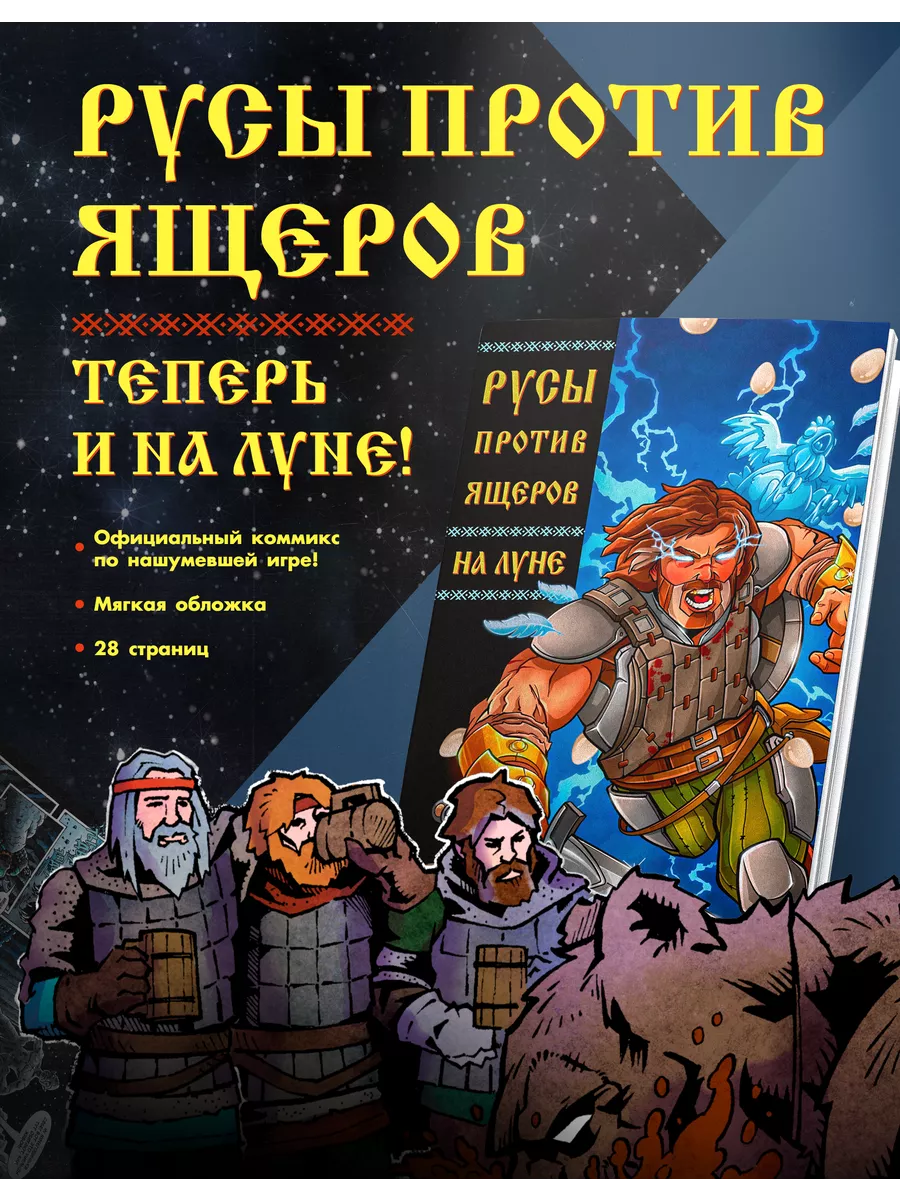 РУСЫ ПРОТИВ
ЯЩЕРОВ
ТЕПЕРЬ
И НА ЛУНЕ!
Официальный коммикс
по нашумевшей игре!
Мягкая обложка
28 страниц
РУСЫ
ПРОТИВ
ЯЩЕРОВ
НА ЛУНЕ